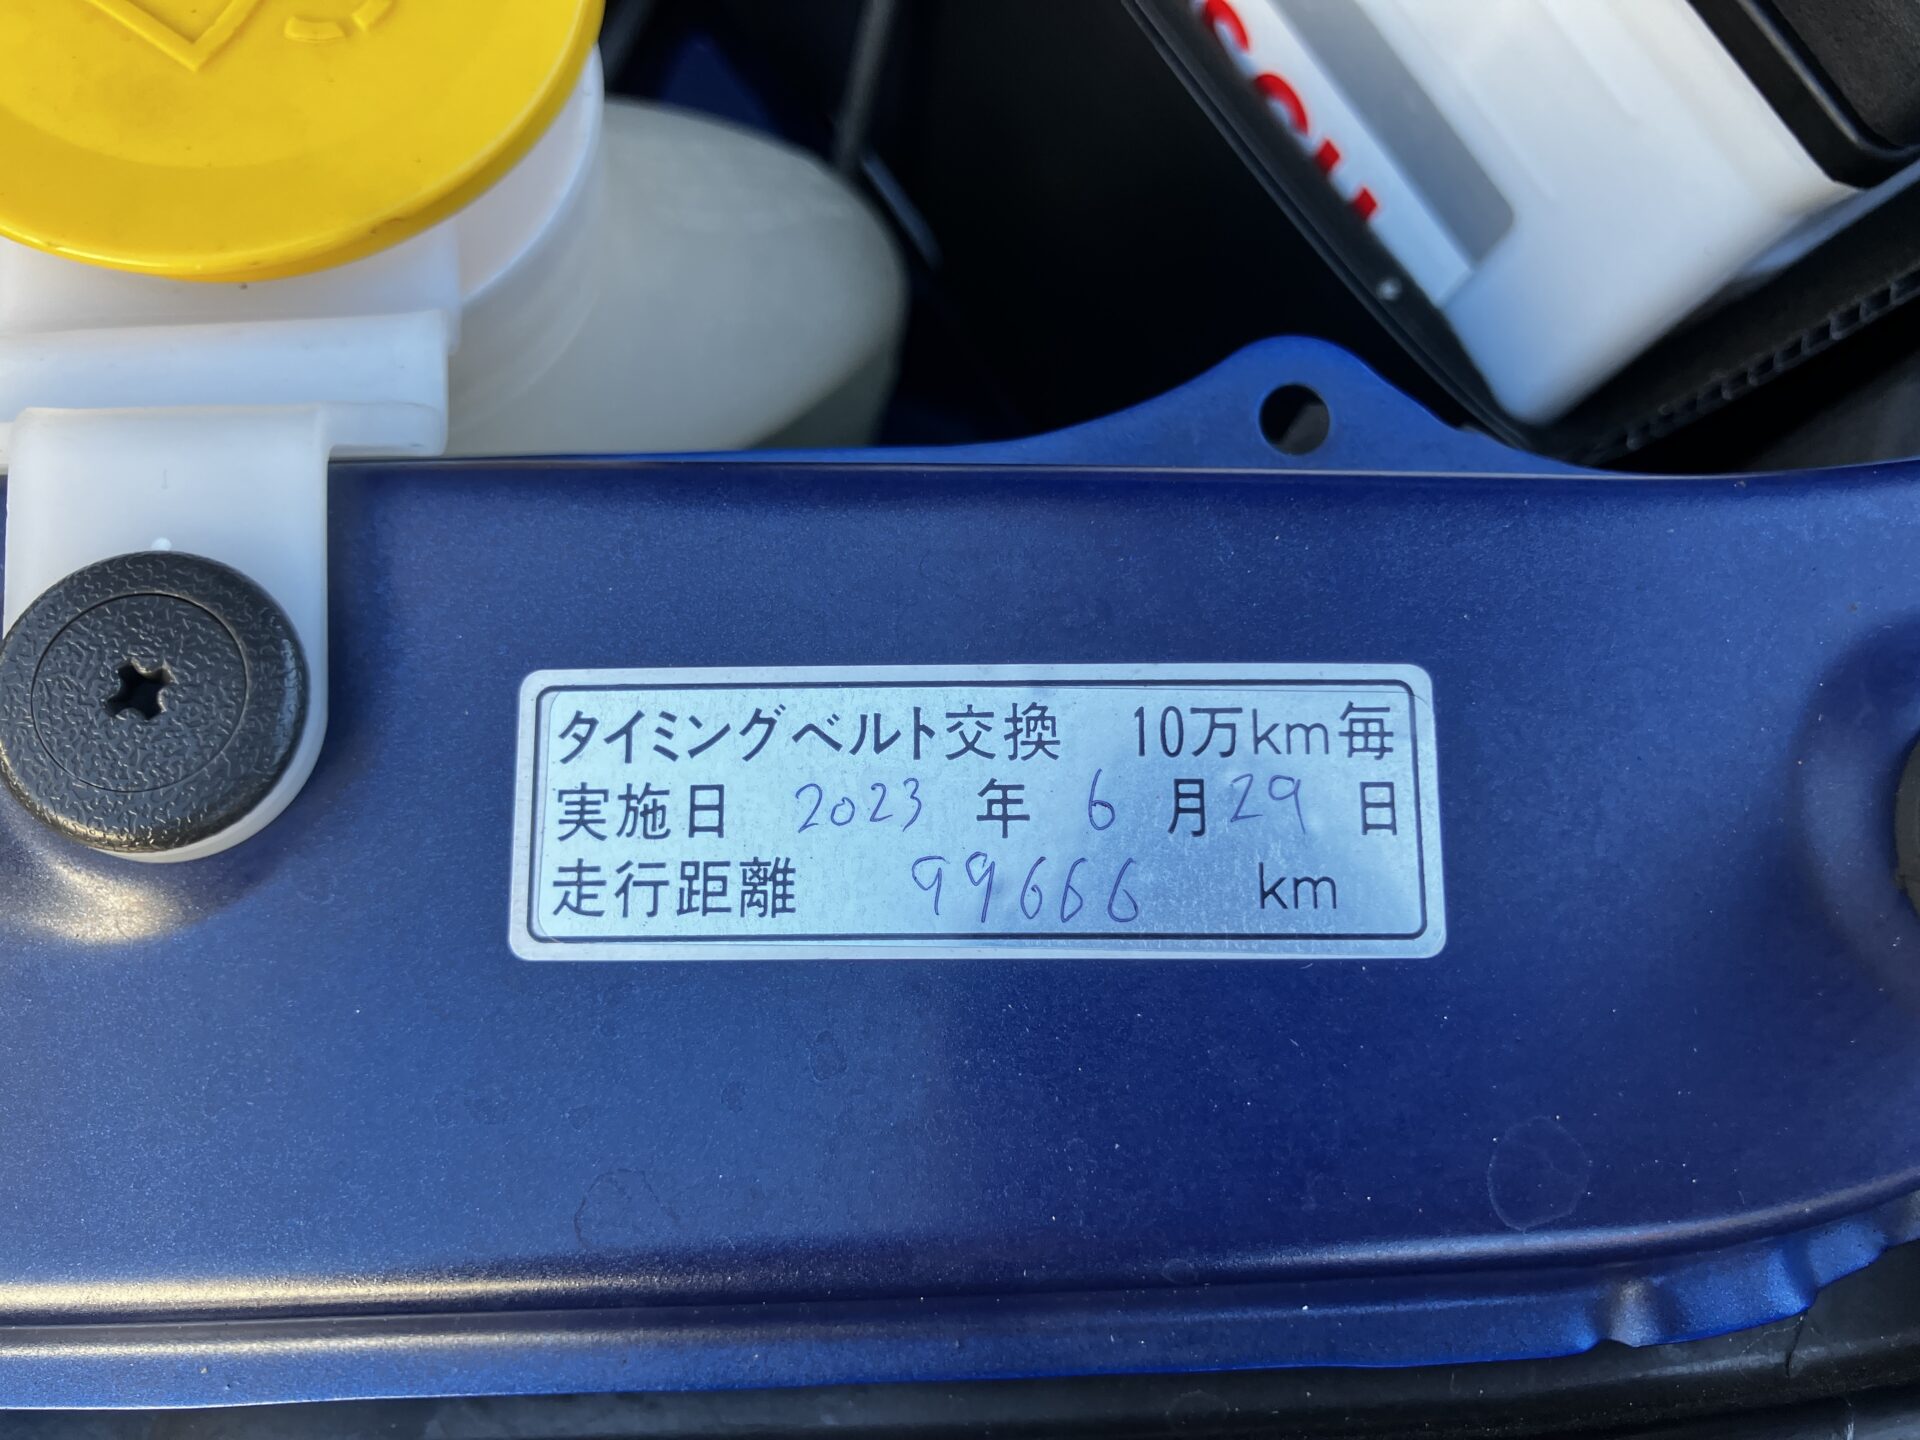 タイミングベルト交換 10万km毎
実施日 2023 年 6 月 29 日
走行距離 99666 km